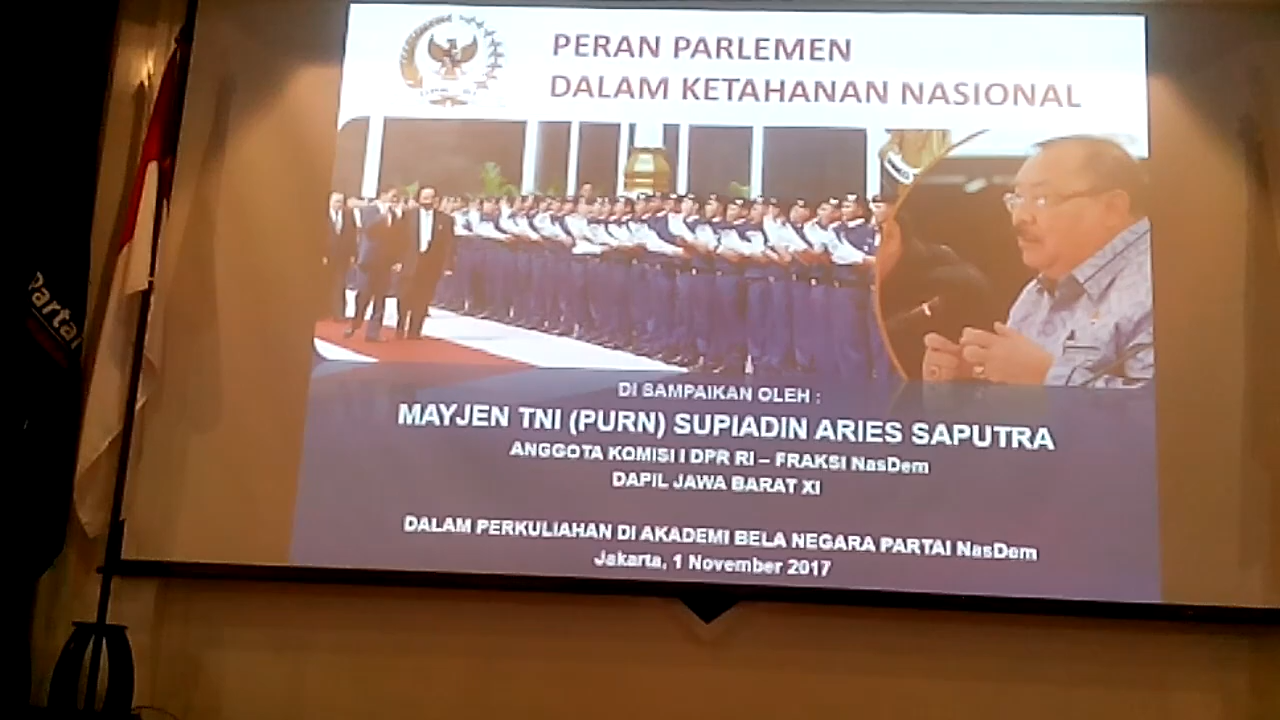 PERAN PARLEMEN
DALAM KETAHANAN NASIONAL
DI SAMPAIKAN OLEH :
MAYJEN TNI (PURN) SUPIADIN ARIES SAPUTRA
ANGGOTA KOMISI I DPR RI – FRAKSI NasDem
DAPIL JAWA BARAT XI
DALAM PERKULIAHAN DI AKADEMI BELA NEGARA PARTAI NasDem
Jakarta, 1 November 2017
Partai